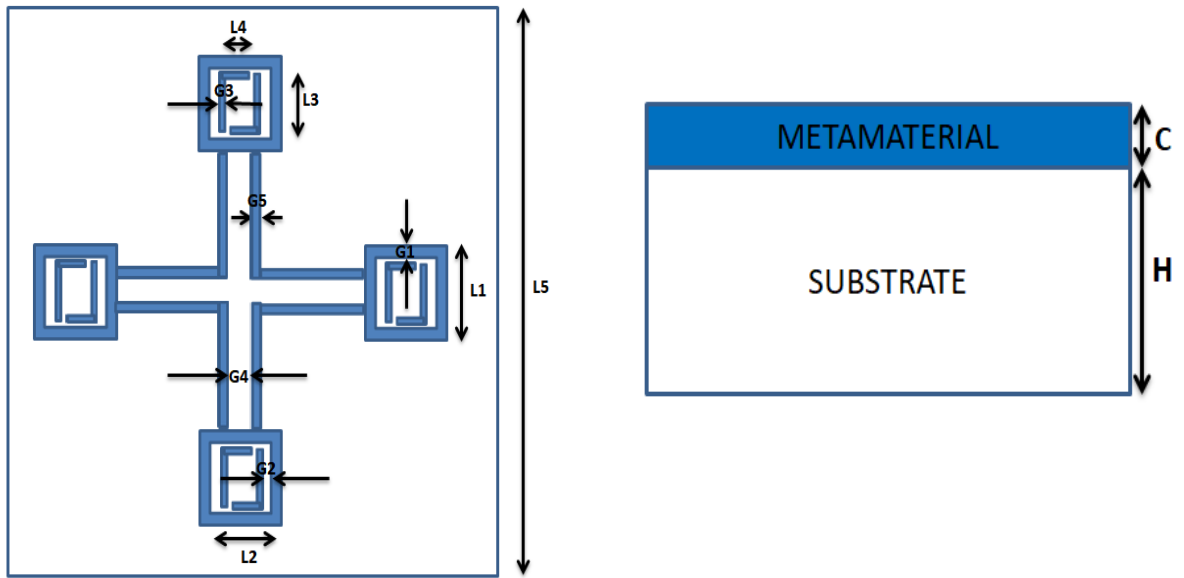 L4
G3
L3
G5
G1
L1
L5
G4
G2
L2
METAMATERIAL
C
SUBSTRATE
H